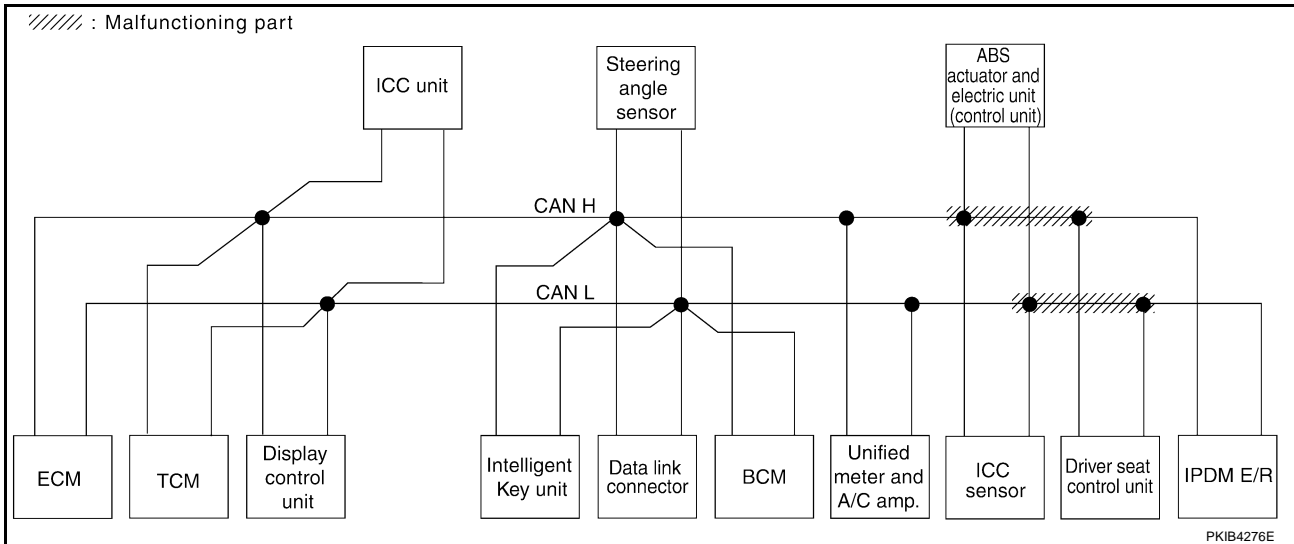 : Malfunctioning part
ICC unit
Steering
angle
sensor
ABS
actuator and
electric unit
(control unit)
CAN H
CAN L
ECM
TCM
Display
control
unit
Intelligent
Key unit
Data link
connector
BCM
Unified
meter and
A/C amp.
ICC
sensor
Driver seat
control unit
IPDM E/R
PKIB4276E